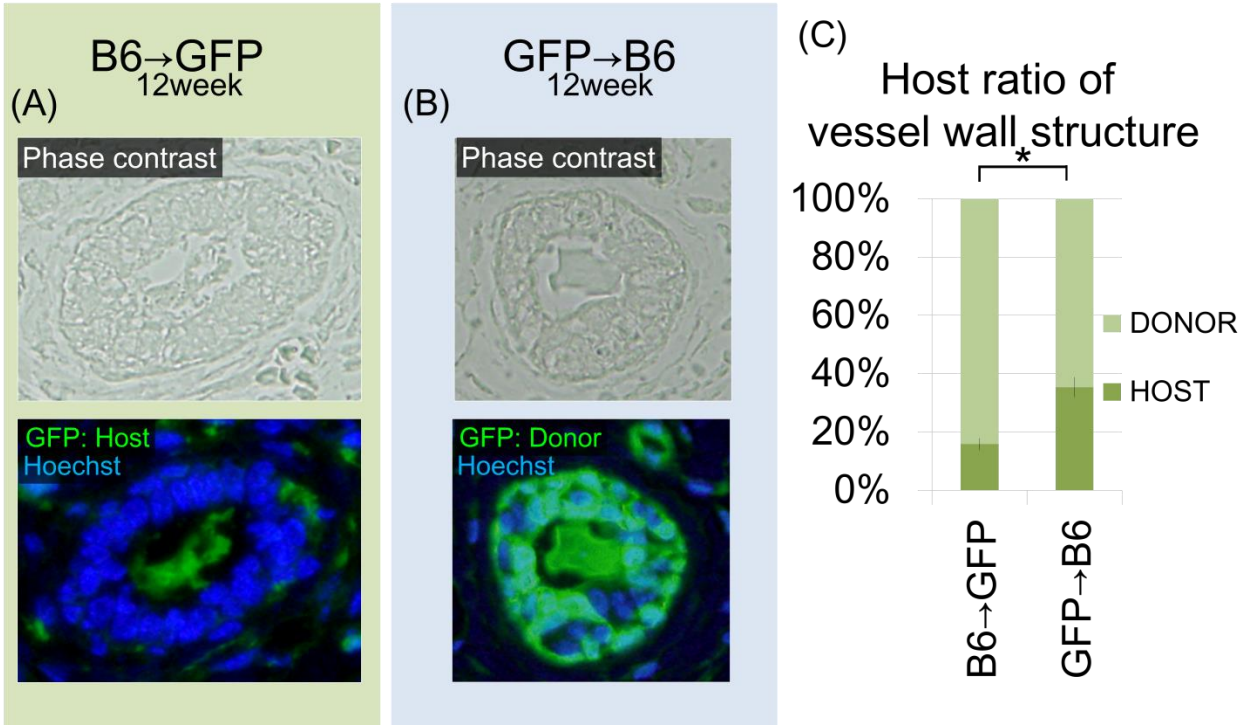 B6→GFP
12week
(A)
Phase contrast
GFP: Host
Hoechst
GFP→B6
12week
(B)
Phase contrast
GFP: Donor
Hoechst
(C)
Host ratio of
vessel wall structure
*
100%
80%
60%
40%
20%
0%
DONOR
HOST
B6→GFP
GFP→B6